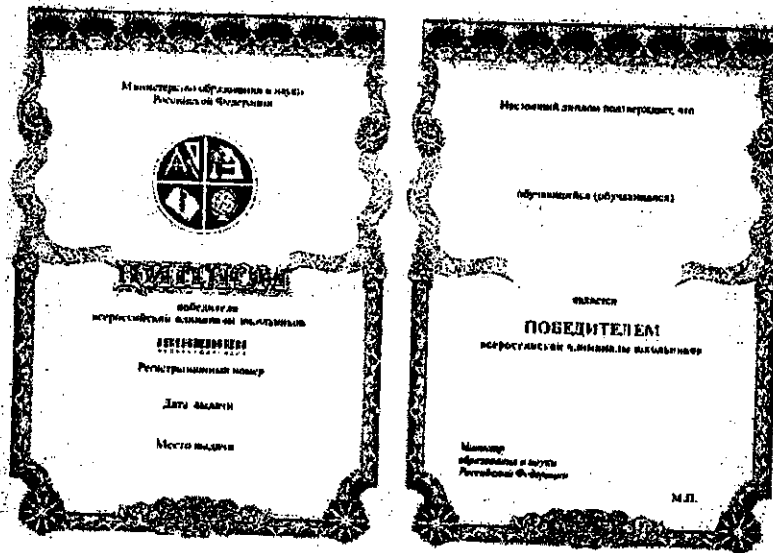 Министерство образования и науки
Российской Федерации
ДИПЛОМ
победителя
всероссийской олимпиады школьников
Регистрационный номер
Дата выдачи
Место выдачи
Настоящий диплом подтверждает, что
обучающийся (обучавшаяся)
является
ПОБЕДИТЕЛЕМ
всероссийской олимпиады школьников
Министр
образования и науки
Российской Федерации
М.П.